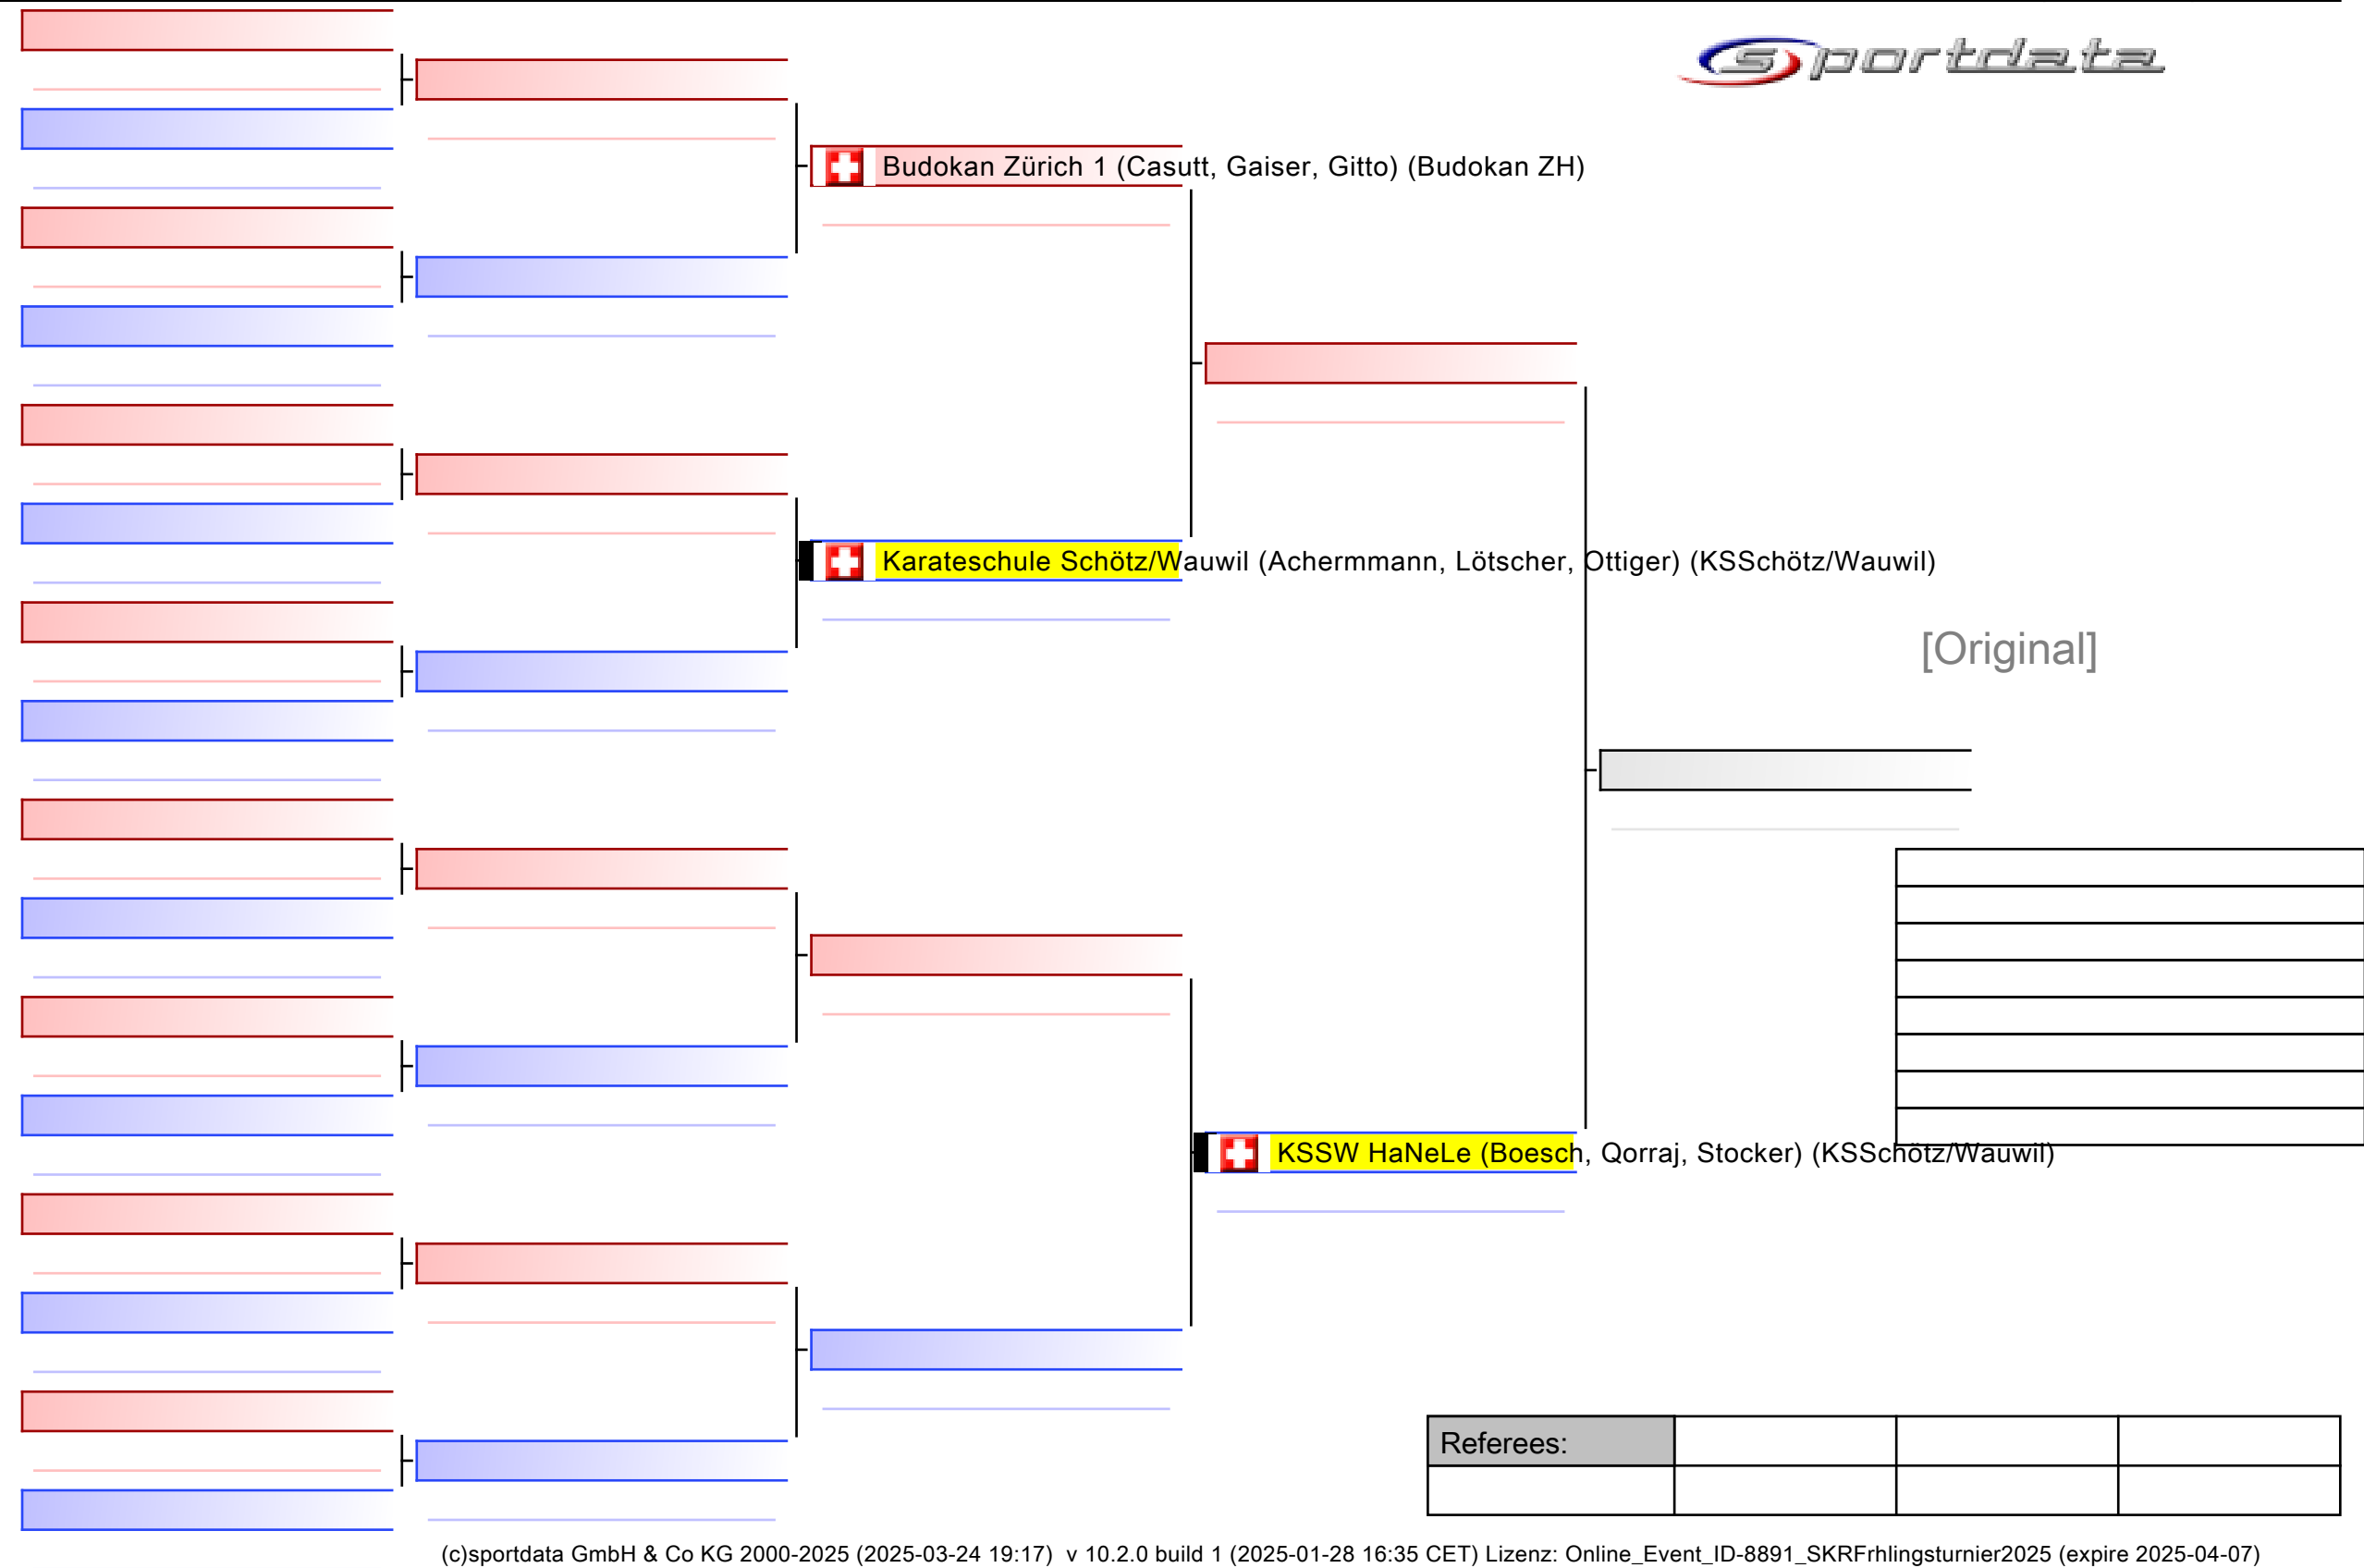 sportdata
Budokan Zürich 1 (Casutt, Gaiser, Gitto) (Budokan ZH)
Karateschule Schötz/Wauwil (Achermmann, Lötscher, Ottiger) (KSSchötz/Wauwil)
[Original]
KSSW HaNeLe (Boesch, Qorraj, Stocker) (KSSchötz/Wauwil)
Referees:
(c)sportdata GmbH & Co KG 2000-2025 (2025-03-24 19:17) v 10.2.0 build 1 (2025-01-28 16:35 CET) Lizenz: Online_Event_ID-8891_SKRFrhlingsturnier2025 (expire 2025-04-07)